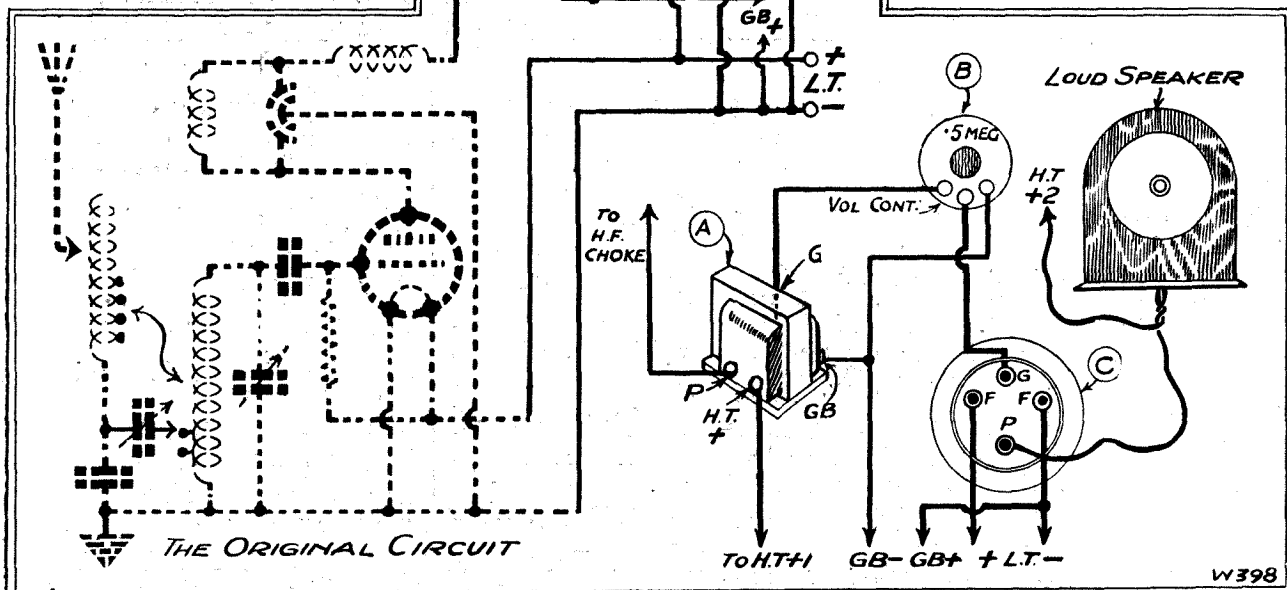 GB
+
+
L.T.
−
B
LOUD SPEAKER
.5 MEG
H.T
+2
VOL CONT:
TO
H.F.
CHOKE
A
G
C
G
F
F
P
P
H.T.
+
GB
THE ORIGINAL CIRCUIT
TO H.T+1
GB−
GB+
+ L.T. −
W398